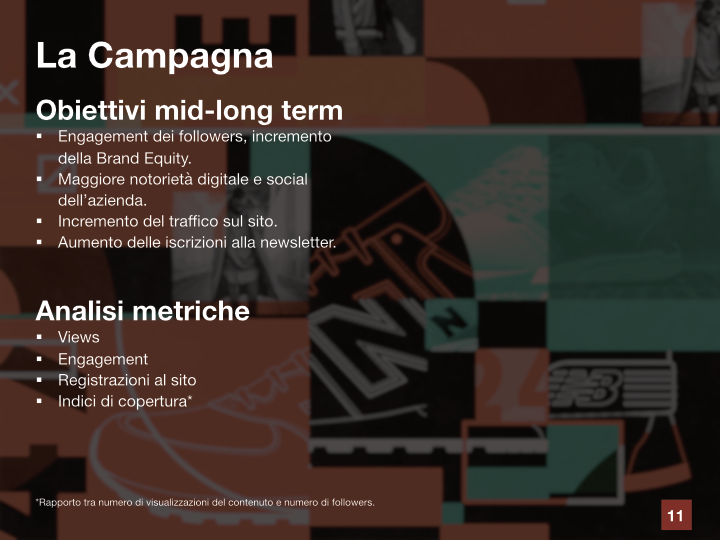 La Campagna
Obiettivi mid-long term
▪ Engagement dei followers, incremento
della Brand Equity.
▪ Maggiore notorietà digitale e social
dell’azienda.
▪ Incremento del traffico sul sito.
▪ Aumento delle iscrizioni alla newsletter.
Analisi metriche
▪ Views
▪ Engagement
▪ Registrazioni al sito
▪ Indici di copertura*
*Rapporto tra numero di visualizzazioni del contenuto e numero di followers.
11